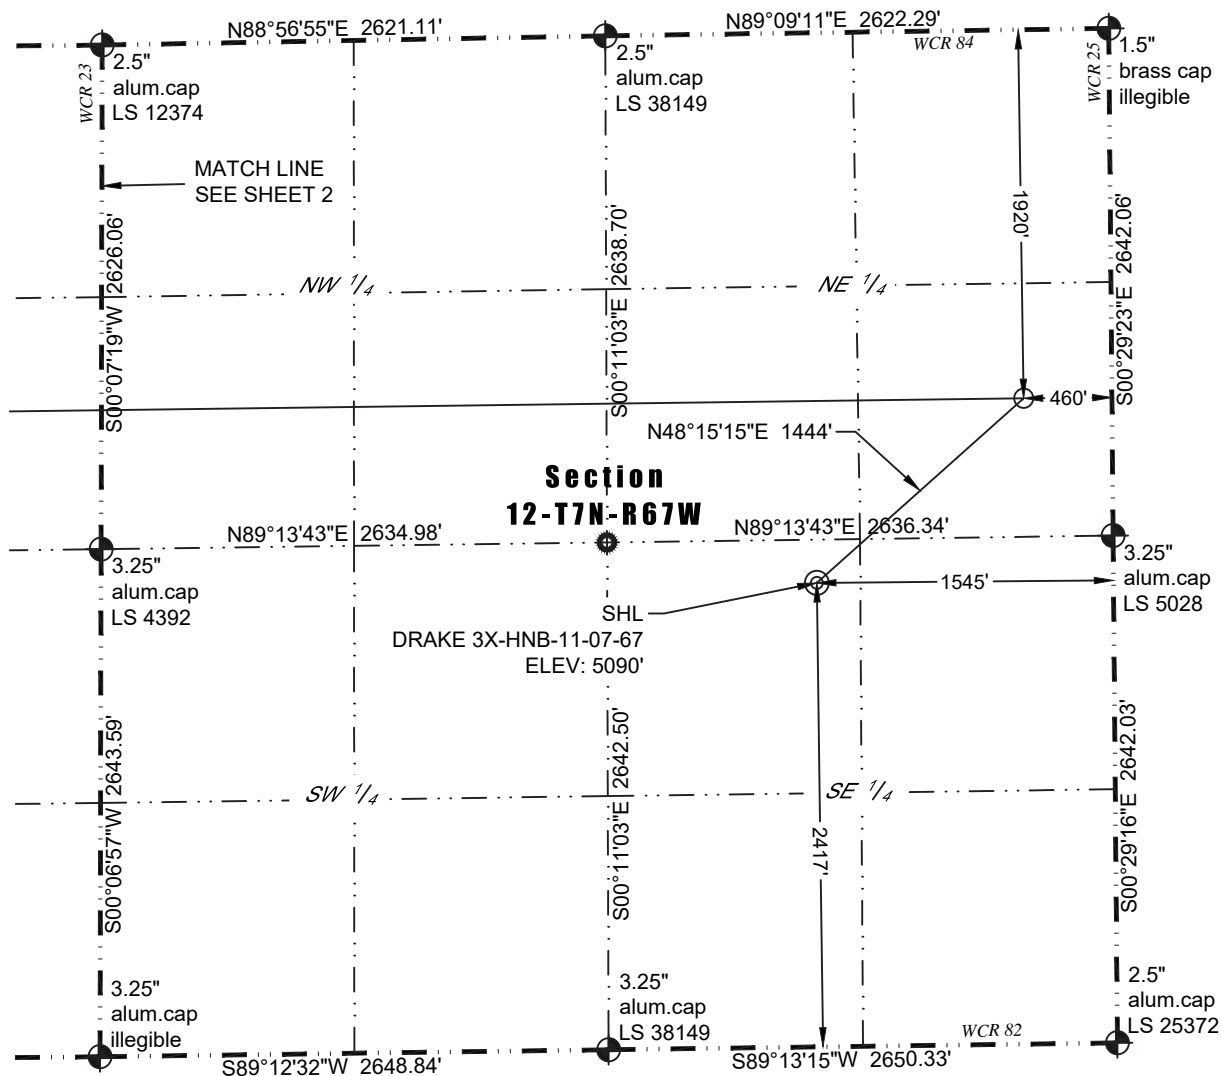 N88°56'55"E 2621.11'
N89°09'11"E 2622.29'
WCR 84
WCR 23
2.5"
alum.cap
LS 12374
2.5"
alum.cap
LS 38149
WCR 25
1.5"
brass cap
illegible
MATCH LINE
SEE SHEET 2
1920'
S00°07'19"W 2626.06'
NW 1/4
S00°11'03"E 2638.70'
NE 1/4
S00°29'23"E 2642.06'
460'
N48°15'15"E 1444'
Section
12-T7N-R67W
N89°13'43"E 2634.98'
N89°13'43"E 2636.34'
3.25"
alum.cap
LS 4392
3.25"
alum.cap
LS 5028
1545'
SHL
DRAKE 3X-HNB-11-07-67
ELEV: 5090'
S00°06'57"W 2643.59'
SW 1/4
S00°11'03"E 2642.50'
SE 1/4
2417'
S00°29'16"E 2642.03'
3.25"
alum.cap
illegible
3.25"
alum.cap
LS 38149
2.5"
alum.cap
LS 25372
WCR 82
S89°12'32"W 2648.84'
S89°13'15"W 2650.33'